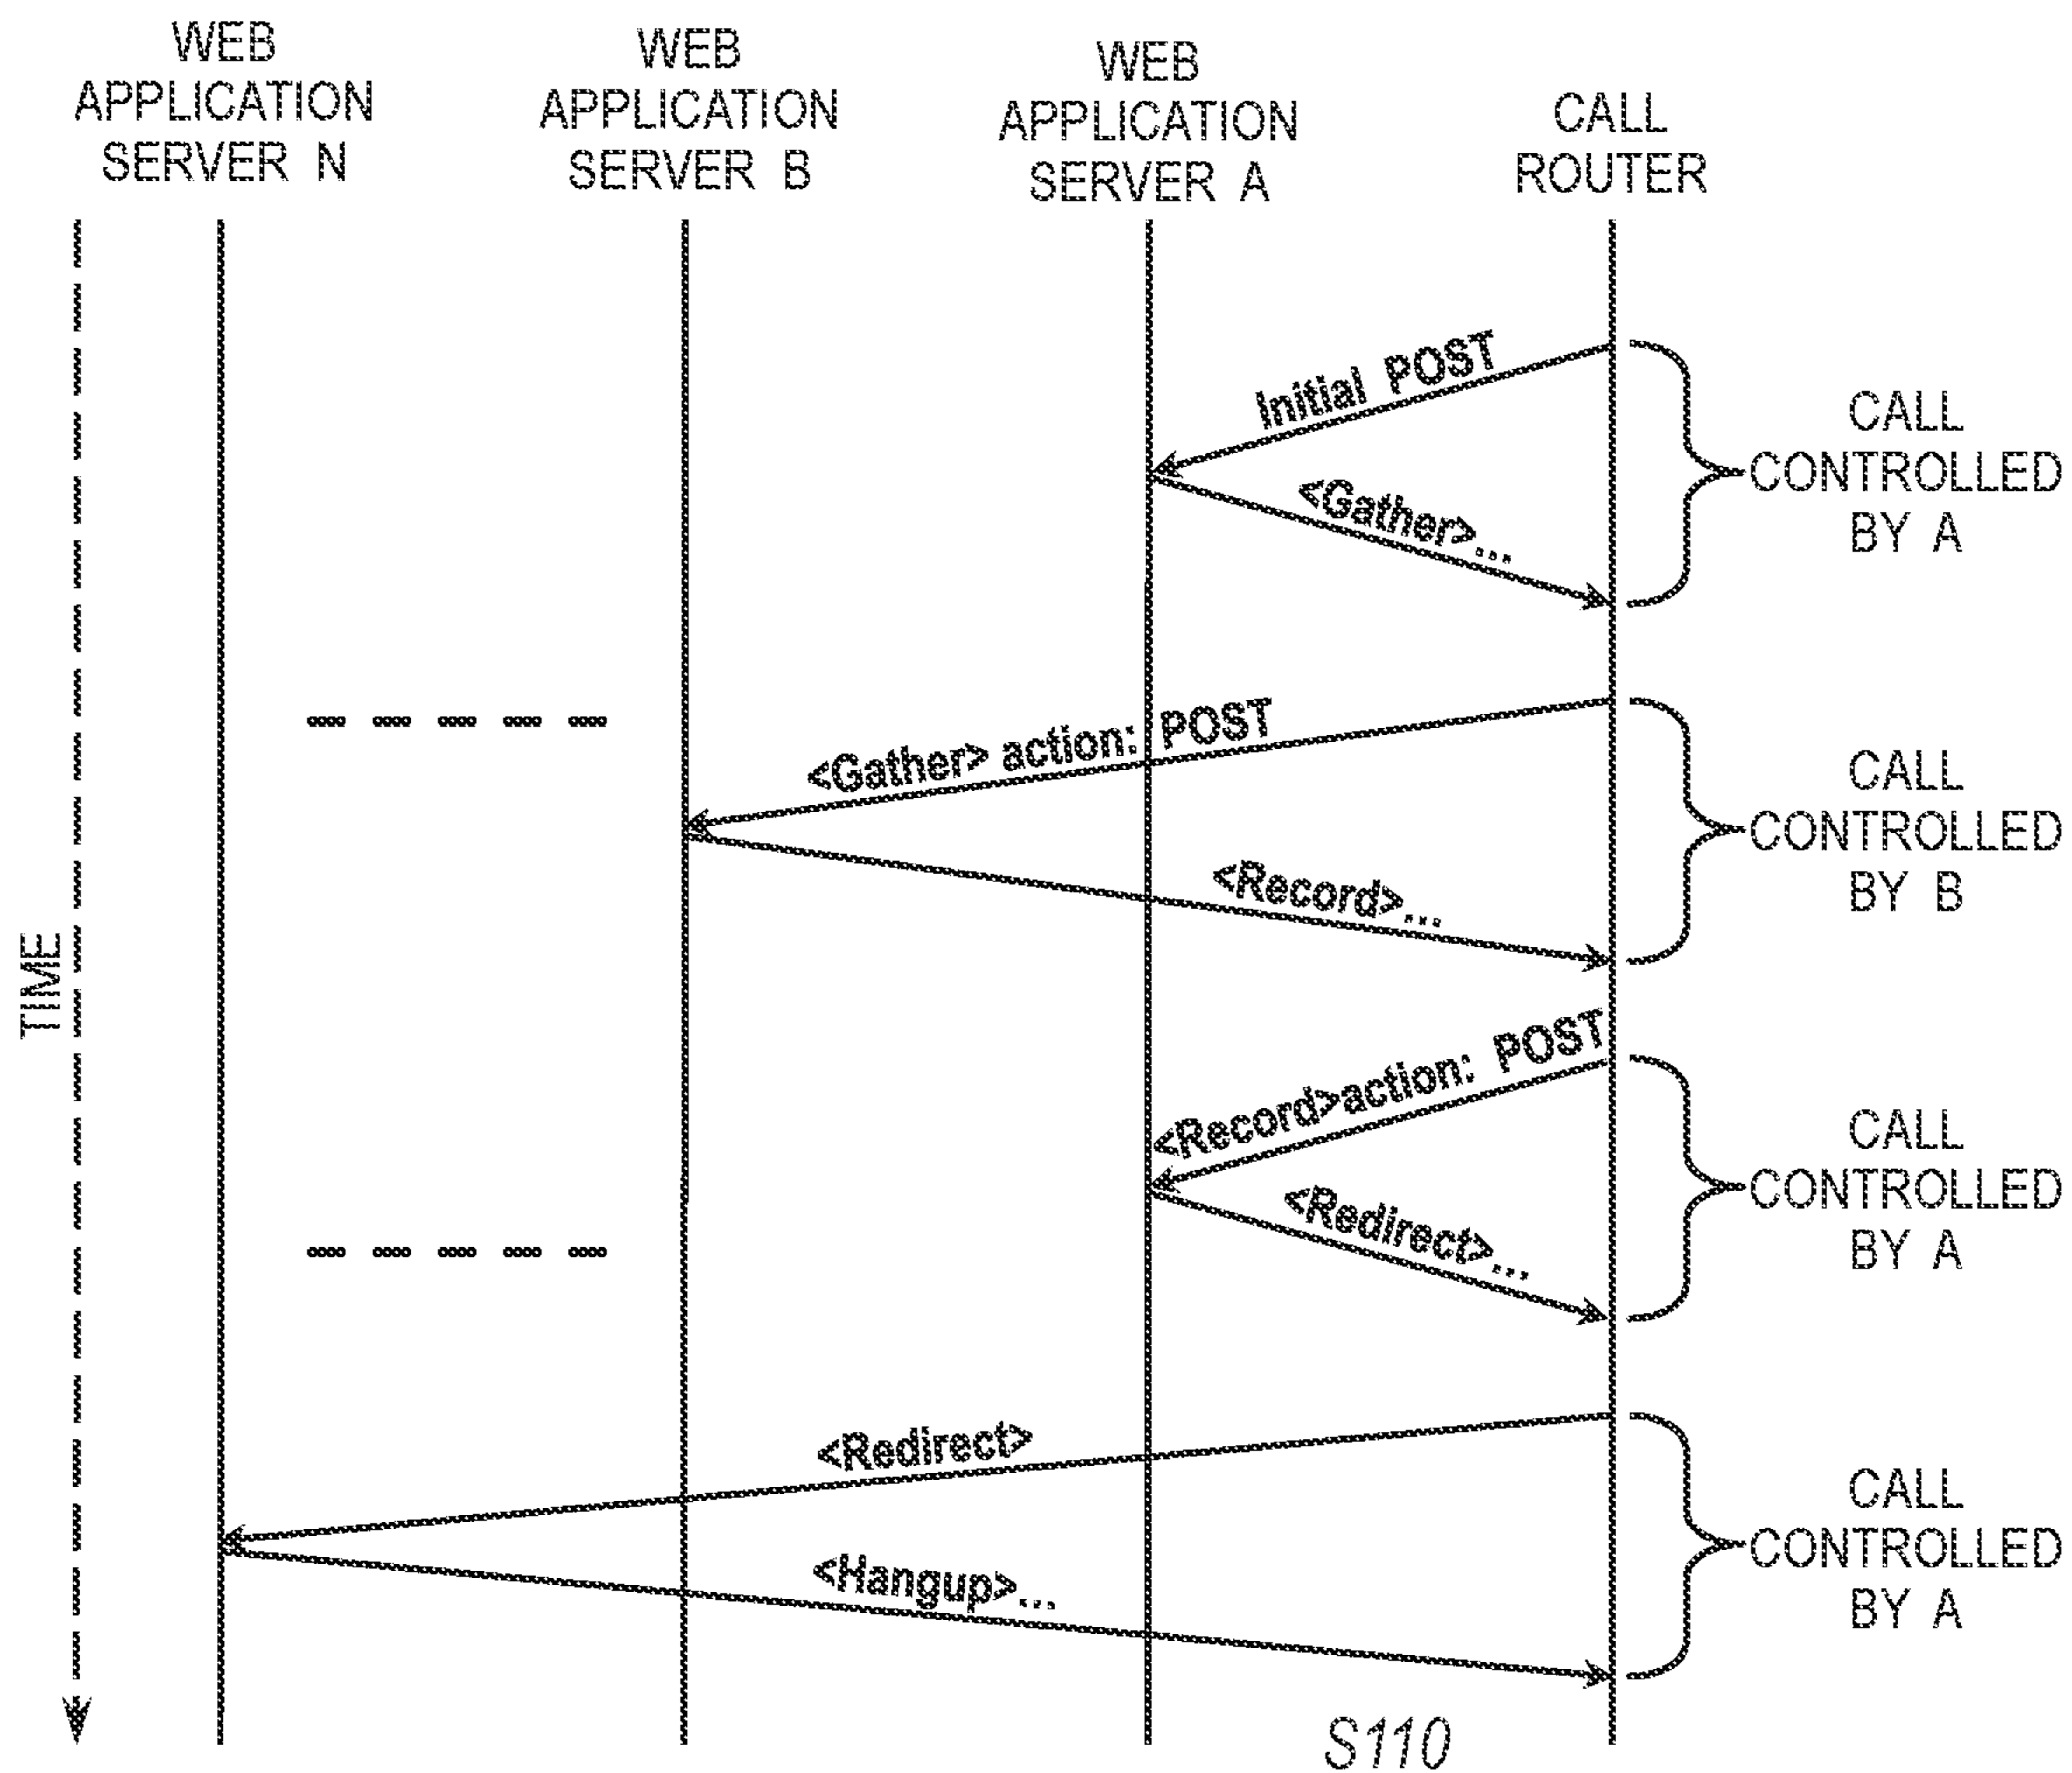 WEB
APPLICATION
SERVER N
WEB
APPLICATION
SERVER B
WEB
APPLICATION
SERVER A
CALL
ROUTER
TIME
Initial POST
<Gather>...
CALL
CONTROLLED
BY A
<Gather> action: POST
<Record>...
CALL
CONTROLLED
BY B
<Record>action: POST
<Redirect>...
CALL
CONTROLLED
BY A
<Redirect>
<Hangup>...
CALL
CONTROLLED
BY A
S110